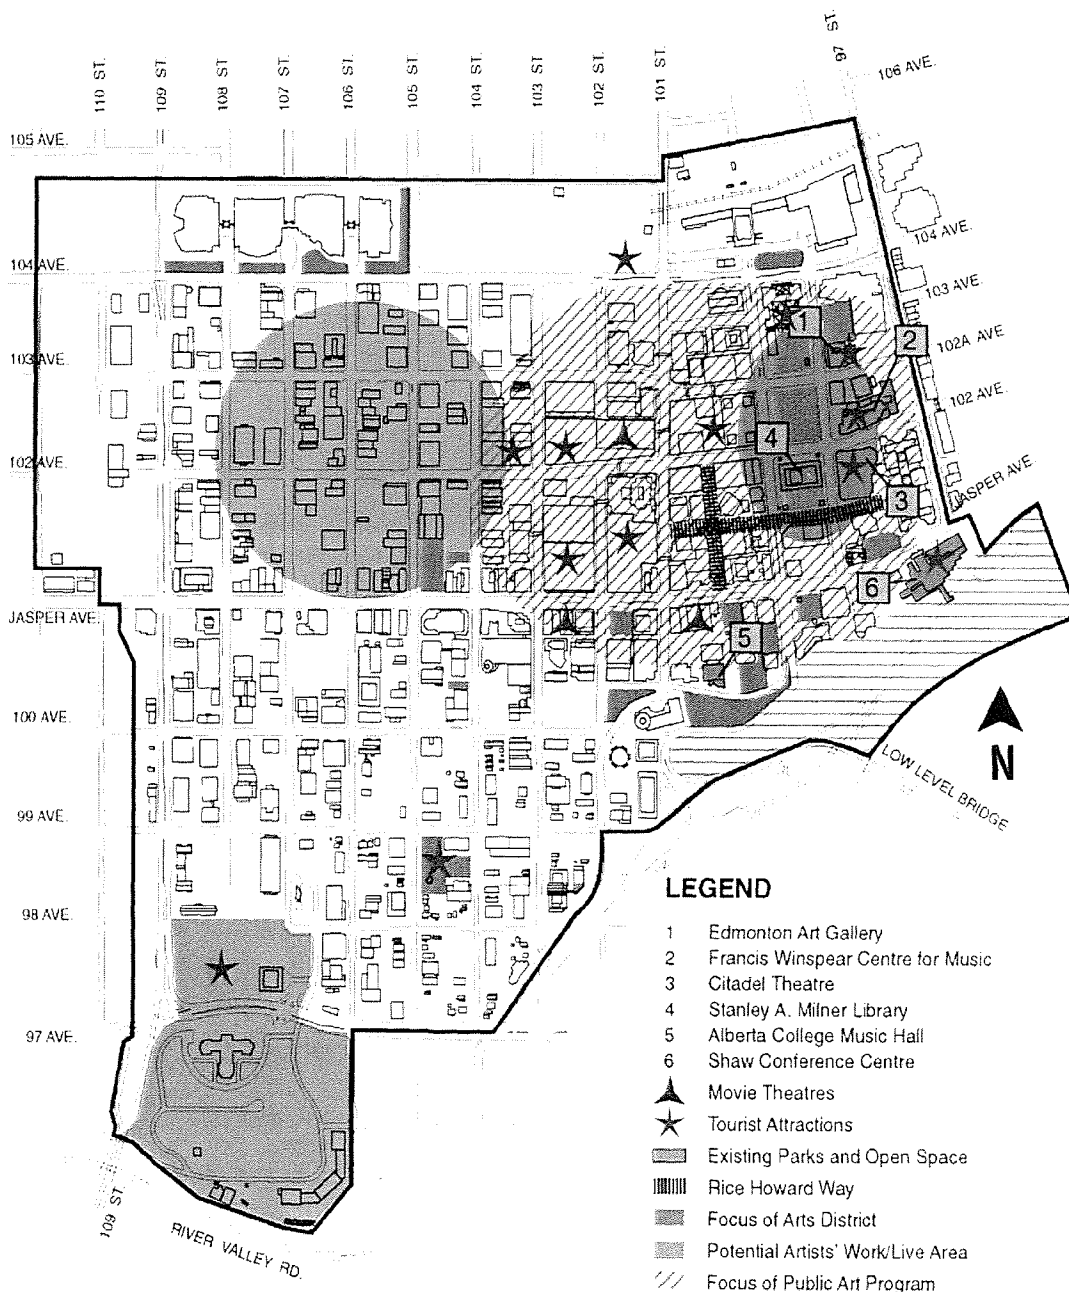 110 ST.
109 ST.
108 ST.
107 ST.
106 ST.
105 ST.
104 ST.
103 ST.
102 ST.
101 ST.
97 ST.
106 AVE.
105 AVE.
104 AVE.
104 AVE.
103 AVE.
1
2
102A AVE
103 AVE.
102 AVE.
4
102 AVE.
JASPER AVE.
3
6
JASPER AVE.
5
100 AVE.
N
LOW LEVEL BRIDGE
99 AVE.
98 AVE.
97 AVE.
109 ST
RIVER VALLEY RD.
LEGEND
1 Edmonton Art Gallery
2 Francis Winspear Centre for Music
3 Citadel Theatre
4 Stanley A. Milner Library
5 Alberta College Music Hall
6 Shaw Conference Centre
Movie Theatres
Tourist Attractions
Existing Parks and Open Space
Rice Howard Way
Focus of Arts District
Potential Artists' Work/Live Area
Focus of Public Art Program